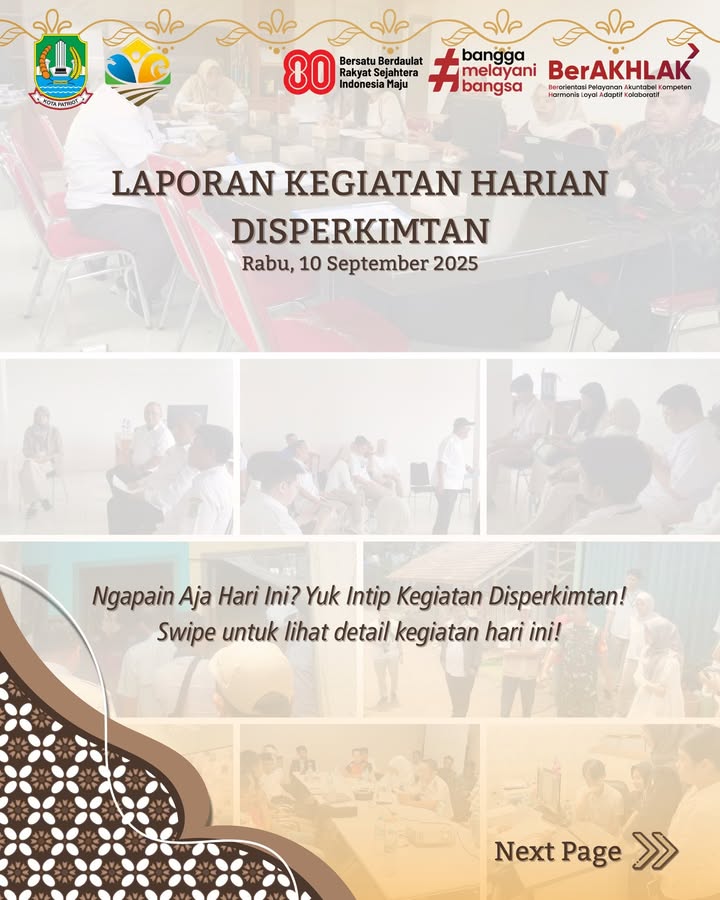 KOTA PATRIOT
80
Bersatu Berdaulat
Rakyat Sejahtera
Indonesia Maju
#bangga
melayani
bangsa
BerAKHLAK
Berorientasi Pelayanan Akuntabel Kompeten
Harmonis Loyal Adaptif Kolaboratif
LAPORAN KEGIATAN HARIAN
DISPERKIMTAN
Rabu, 10 September 2025
Ngapain Aja Hari Ini? Yuk Intip Kegiatan Disperkimtan!
Swipe untuk lihat detail kegiatan hari ini!
Next Page